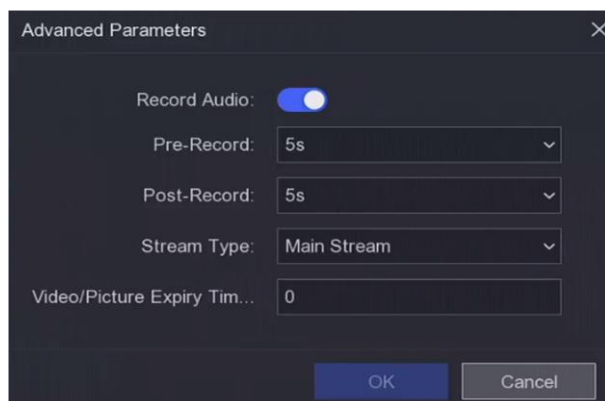 Advanced Parameters
Record Audio:
Pre-Record: 5s
Post-Record: 5s
Stream Type: Main Stream
Video/Picture Expiry Tim... 0
OK Cancel